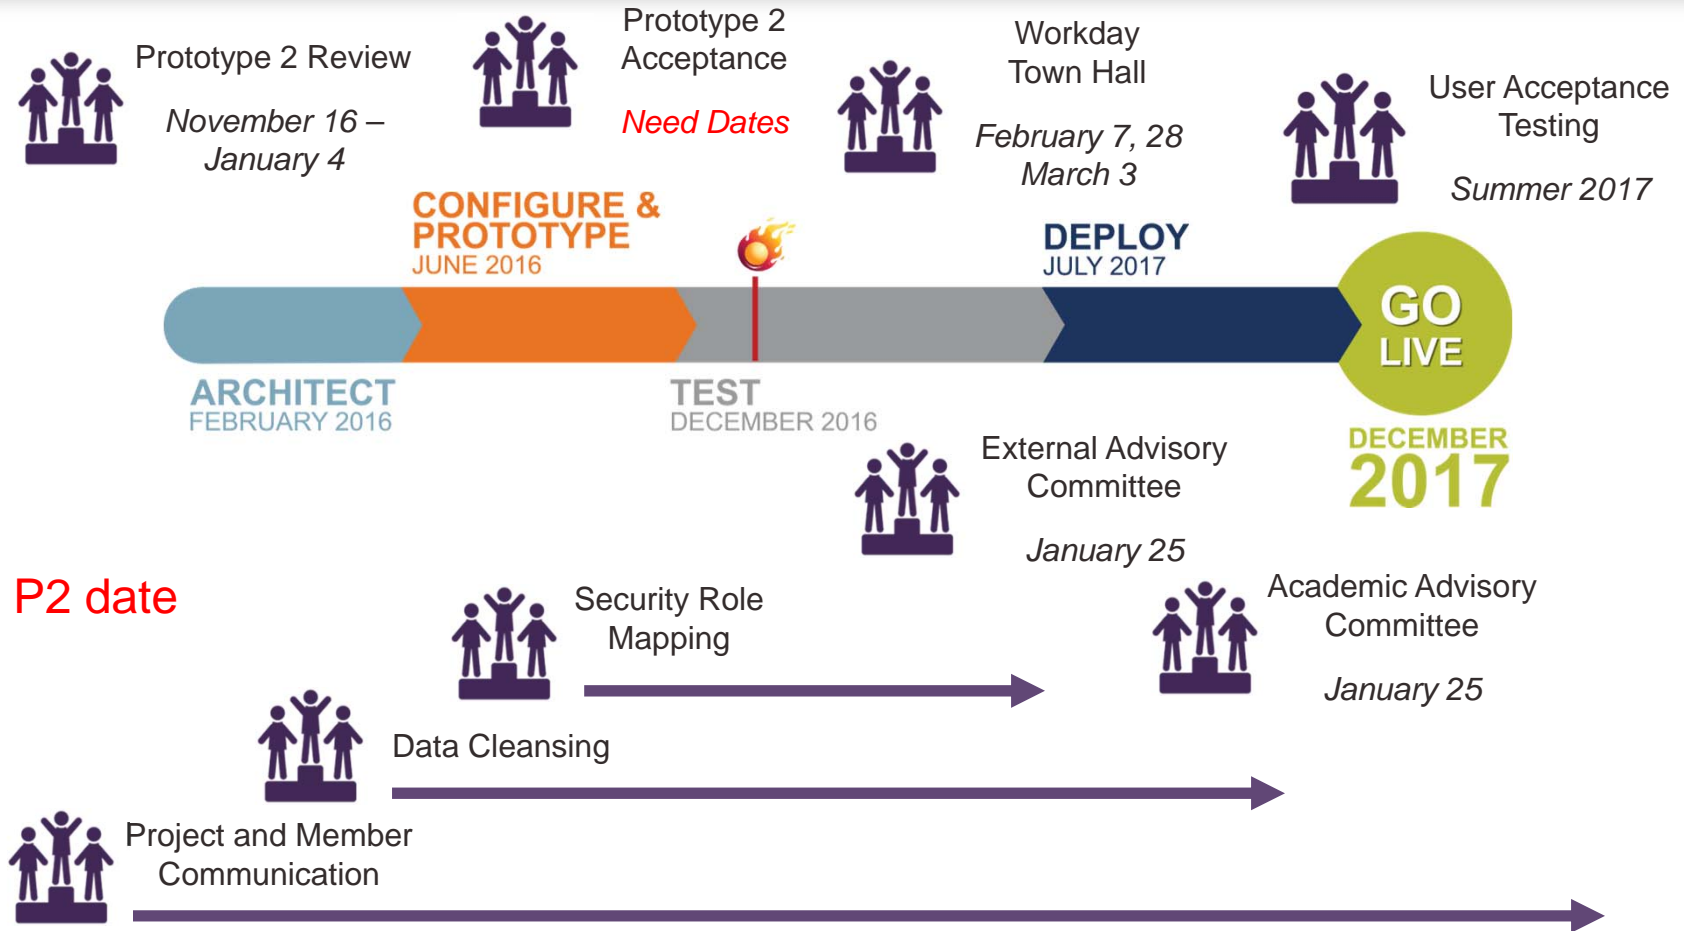 Prototype 2 Review
November 16 –
January 4
Prototype 2
Acceptance
Need Dates
Workday
Town Hall
February 7, 28
March 3
User Acceptance
Testing
Summer 2017
CONFIGURE &
PROTOTYPE
JUNE 2016
DEPLOY
JULY 2017
GO
LIVE
ARCHITECT
FEBRUARY 2016
TEST
DECEMBER 2016
DECEMBER
2017
External Advisory
Committee
January 25
P2 date
Security Role
Mapping
Academic Advisory
Committee
January 25
Data Cleansing
Project and Member
Communication